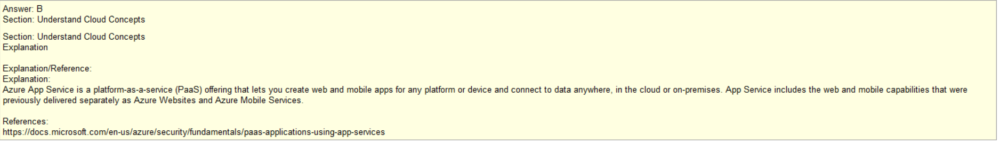 Answer: B
Section: Understand Cloud Concepts
Section: Understand Cloud Concepts
Explanation
Explanation/Reference:
Explanation:
Azure App Service is a platform-as-a-service (PaaS) offering that lets you create web and mobile apps for any platform or device and connect to data anywhere, in the cloud or on-premises. App Service includes the web and mobile capabilities that were
previously delivered separately as Azure Websites and Azure Mobile Services.
References:
https://docs.microsoft.com/en-us/azure/security/fundamentals/paas-applications-using-app-services